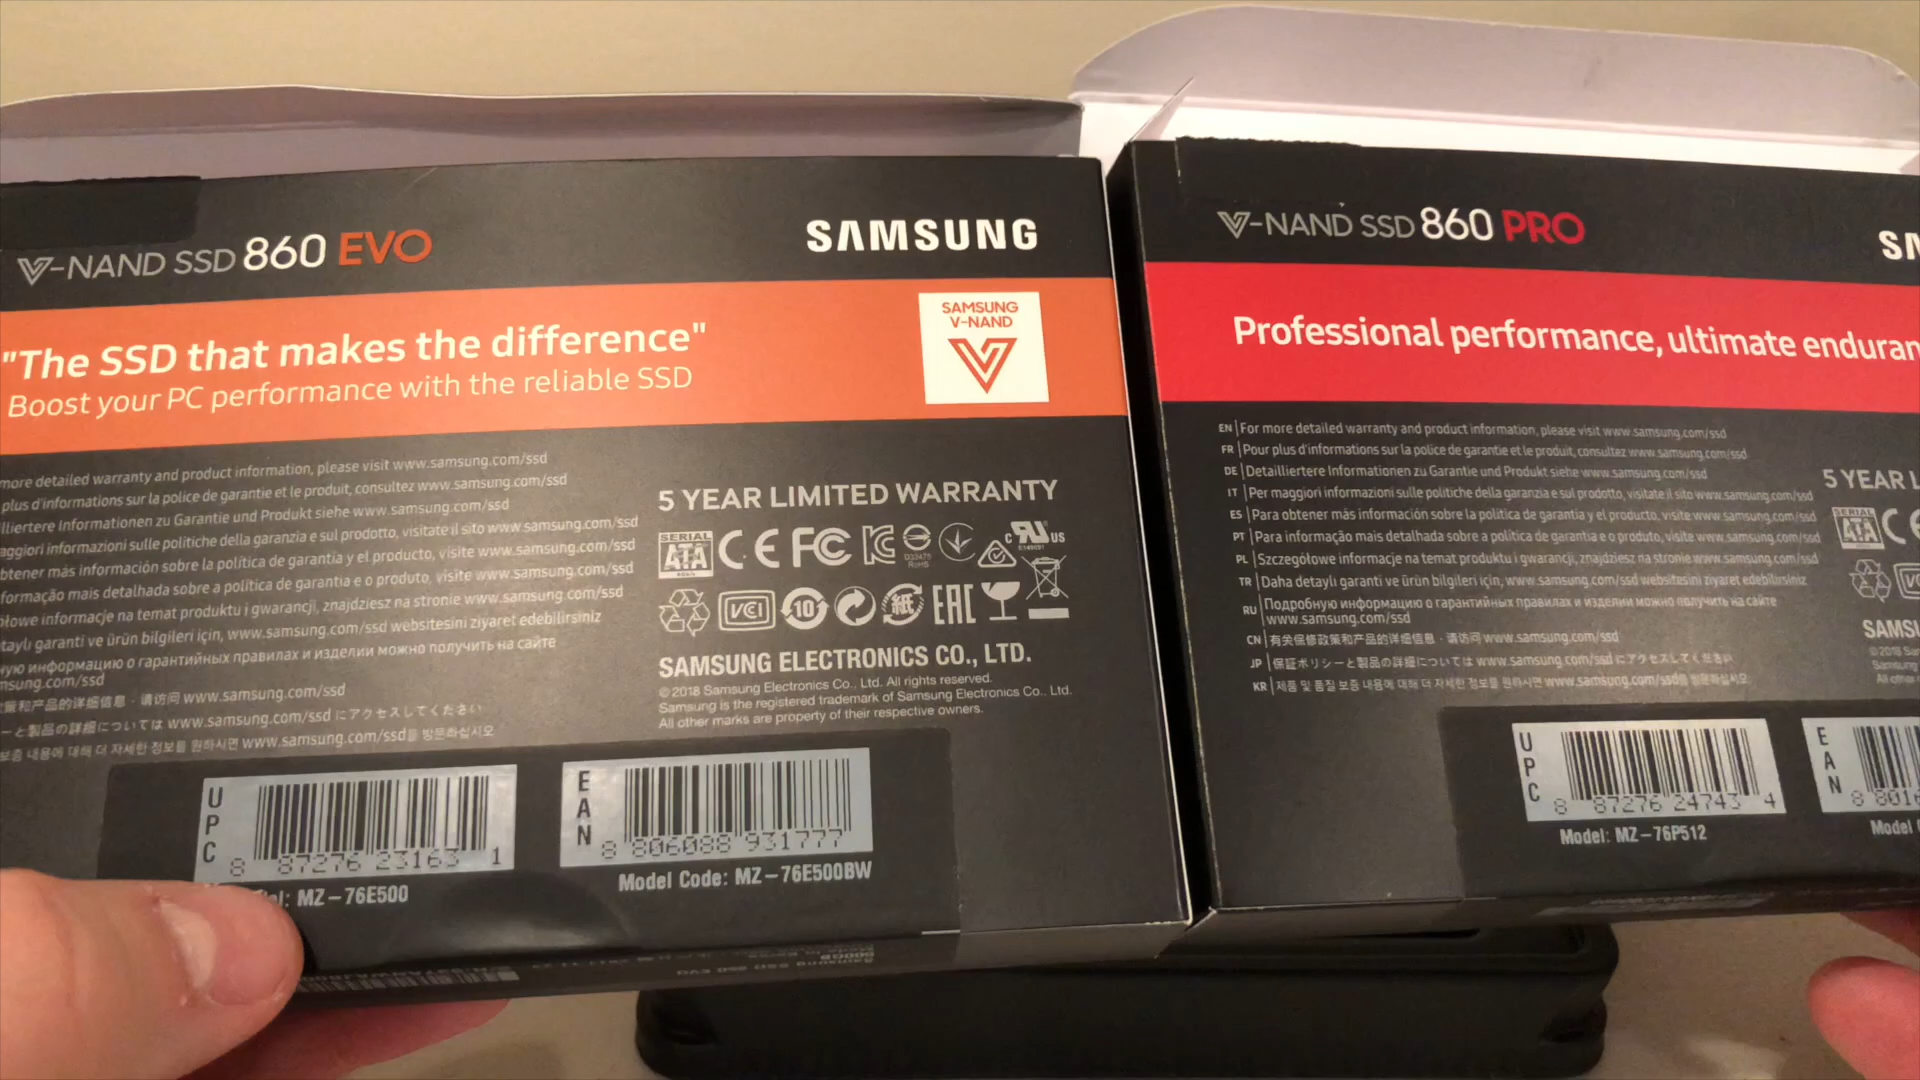 V-NAND SSD 860 EVO
SAMSUNG
"The SSD that makes the difference"
Boost your PC performance with the reliable SSD
SAMSUNG
V-NAND
more detailed warranty and product information, please visit www.samsung.com/ssd
plus d'informations sur la police de garantie et le produit, consultez www.samsung.com/ssd
lliertere Informationen zu Garantie und Produkt siehe www.samsung.com/ssd
aggiori informazioni sulle politiche della garanzia e sul prodotto, visitate il sito www.samsung.com/ssd
btener más información sobre la política de garantía y el producto, visite www.samsung.com/ssd
formação mais detalhada sobre a política de garantia e o produto, visite www.samsung.com/ssd
ółowe informacje na temat produktu i gwarancji, znajdziesz na stronie www.samsung.com/ssd
taylı garanti ve ürün bilgileri için, www.samsung.com/ssd websitesini ziyaret edebilirsiniz
ную информацию о гарантийных правилах и изделии можно получить на сайте
nsung.com/ssd
策和产品的详细信息，请访问 www.samsung.com/ssd
ーと製品の詳細については www.samsung.com/ssd にアクセスしてください
보증 내용에 대해 더 자세한 정보를 원하시면 www.samsung.com/ssd를 방문하십시오
5 YEAR LIMITED WARRANTY
SERIAL
ATA
CE FC
D33475
RoHS
c RU US
E149091
VCCI
10
紙
EAC
SAMSUNG ELECTRONICS CO., LTD.
© 2018 Samsung Electronics Co., Ltd. All rights reserved.
Samsung is the registered trademark of Samsung Electronics Co., Ltd.
All other marks are property of their respective owners.
UPC
8 87276 23163 1
el: MZ-76E500
EAN
8 806088 931777
Model Code: MZ-76E500BW
V-NAND SSD 860 PRO
SA
Professional performance, ultimate enduran
EN For more detailed warranty and product information, please visit www.samsung.com/ssd
FR Pour plus d'informations sur la police de garantie et le produit, consultez www.samsung.com/ssd
DE Detailliertere Informationen zu Garantie und Produkt siehe www.samsung.com/ssd
IT Per maggiori informazioni sulle politiche della garanzia e sul prodotto, visitate il sito www.samsung.com/ssd
ES Para obtener más información sobre la política de garantía y el producto, visite www.samsung.com/ssd
PT Para informação mais detalhada sobre a política de garantia e o produto, visite www.samsung.com/ssd
PL Szczegółowe informacje na temat produktu i gwarancji, znajdziesz na stronie www.samsung.com/ssd
TR Daha detaylı garanti ve ürün bilgileri için, www.samsung.com/ssd websitesini ziyaret edebilirsiniz
RU Подробную информацию о гарантийных правилах и изделии можно получить на сайте
www.samsung.com/ssd
CN 有关保修政策和产品的详细信息，请访问 www.samsung.com/ssd
JP 保証ポリシーと製品の詳細については www.samsung.com/ssd にアクセスしてください
KR 제품 및 품질 보증 내용에 대해 더 자세한 정보를 원하시면 www.samsung.com/ssd를 방문하십시오
5 YEAR L
SERIAL
ATA
SAMSU
© 2018 Sam
Samsung
All other
UPC
8 87276 24743 4
Model: MZ-76P512
EAN
8 8016
Model